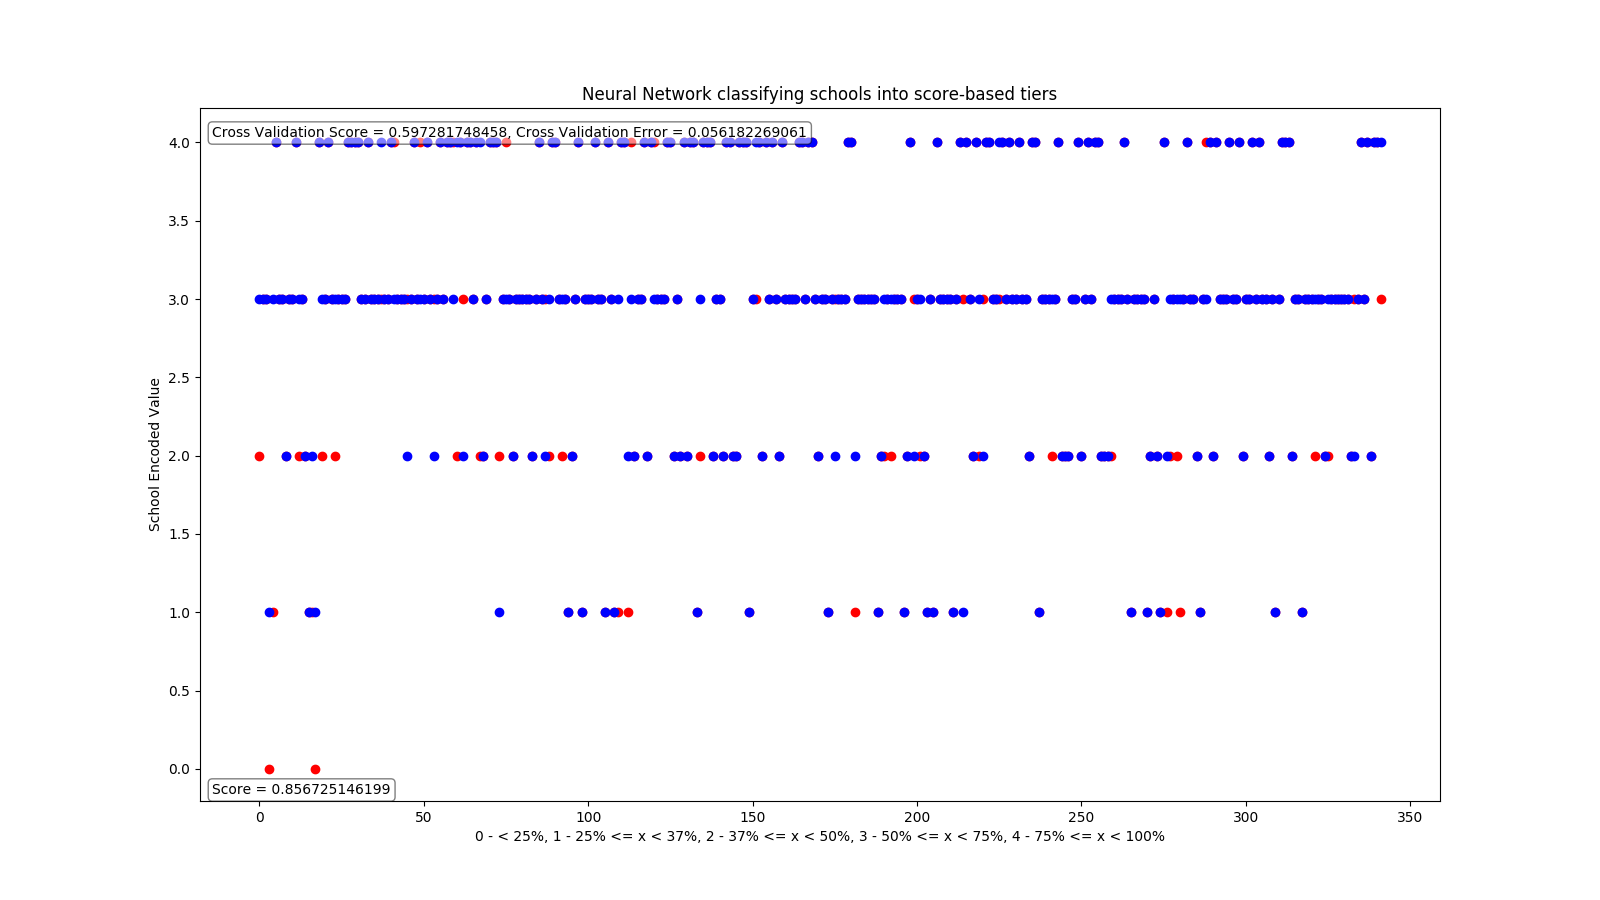 Neural Network classifying schools into score-based tiers
Cross Validation Score = 0.597281748458, Cross Validation Error = 0.056182269061
4.0
3.5
3.0
2.5
2.0
1.5
1.0
0.5
0.0
School Encoded Value
Score = 0.856725146199
0 50 100 150 200 250 300 350
0 - < 25%, 1 - 25% <= x < 37%, 2 - 37% <= x < 50%, 3 - 50% <= x < 75%, 4 - 75% <= x < 100%